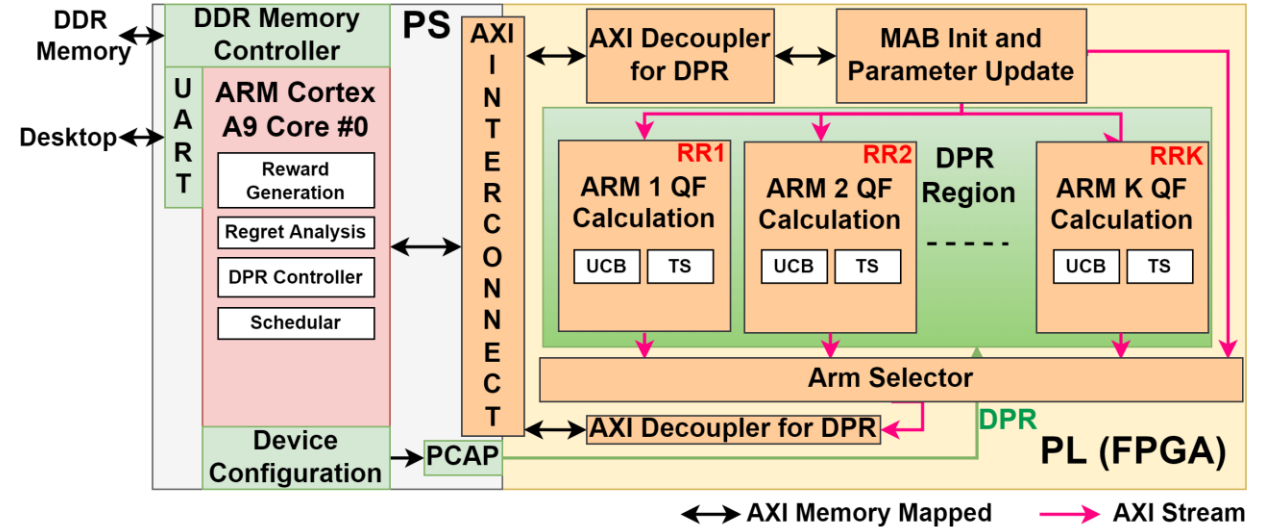 DDR
Memory
Desktop
DDR Memory
Controller
UART
ARM Cortex
A9 Core #0
Reward
Generation
Regret Analysis
DPR Controller
Schedular
Device
Configuration
PS
AXI
INTERCONNECT
PCAP
AXI Decoupler
for DPR
MAB Init and
Parameter Update
RR1
ARM 1 QF
Calculation
UCB
TS
RR2
ARM 2 QF
Calculation
UCB
TS
DPR
Region
-----
RRK
ARM K QF
Calculation
UCB
TS
Arm Selector
AXI Decoupler for DPR
DPR
PL (FPGA)
AXI Memory Mapped
AXI Stream